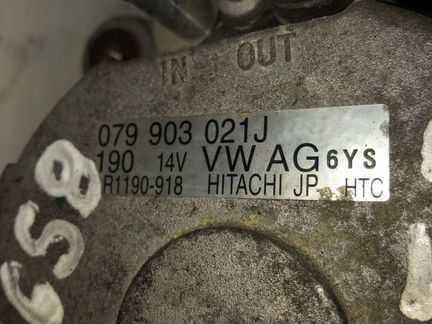 IN OUT
079 903 021J
190 14V VW AG 6YS
R1190-918 HITACHI JP HTC